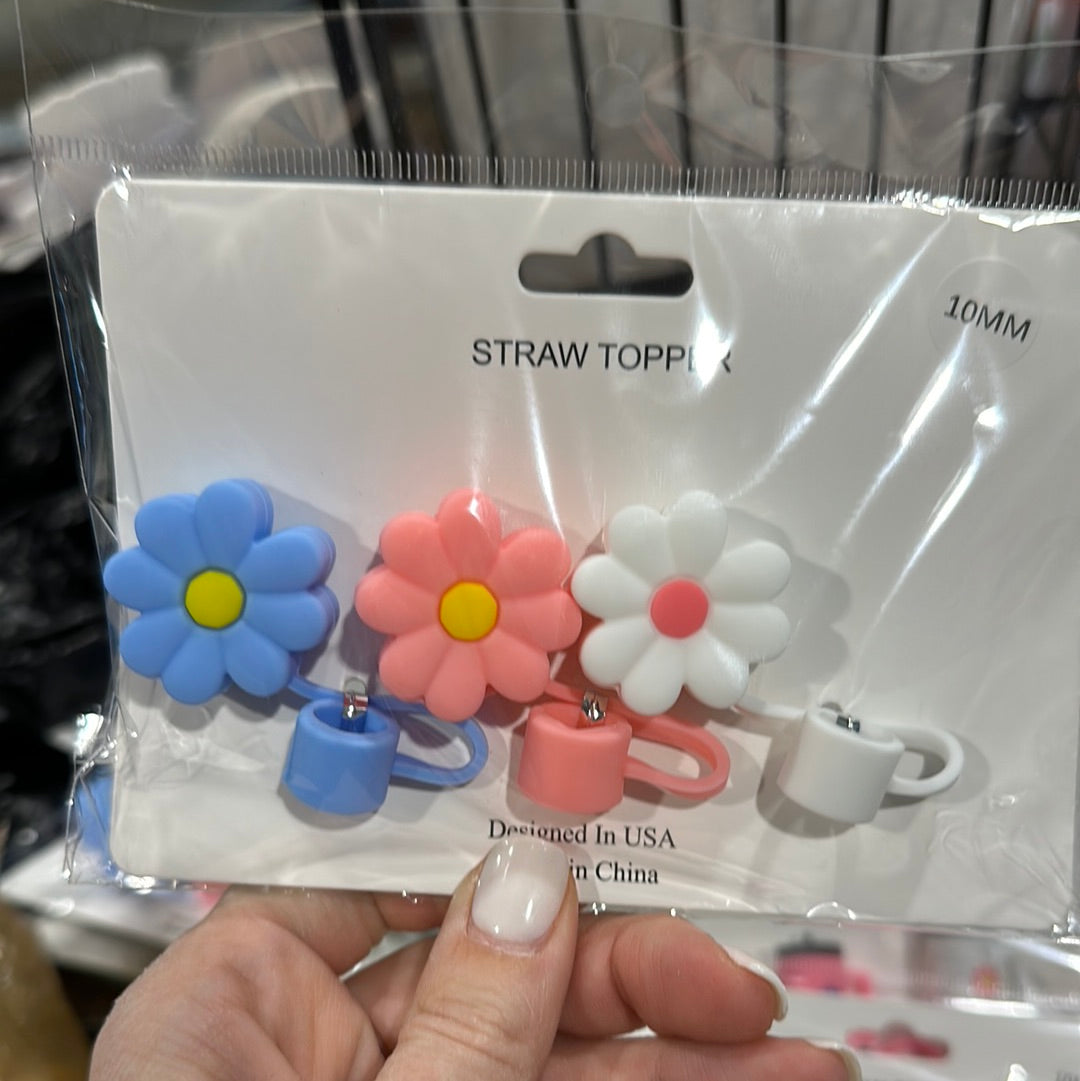 10MM
STRAW TOPPER
Designed In USA
in China